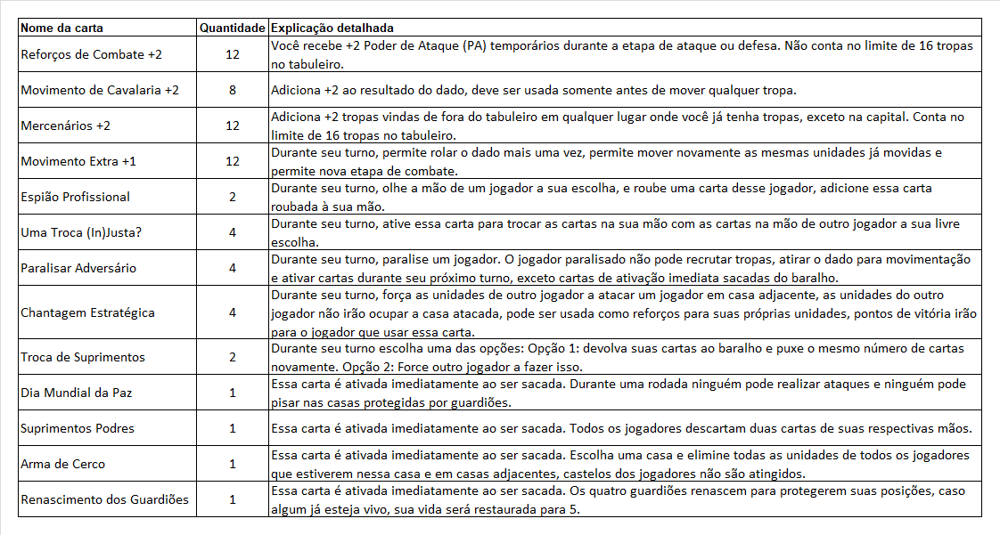 Nome da carta Quantidade Explicação detalhada
Reforços de Combate +2 12 Você recebe +2 Poder de Ataque (PA) temporários durante a etapa de ataque ou defesa. Não conta no limite de 16 tropas
no tabuleiro.
Movimento de Cavalaria +2 8 Adiciona +2 ao resultado do dado, deve ser usada somente antes de mover qualquer tropa.
Mercenários +2 12 Adiciona +2 tropas vindas de fora do tabuleiro em qualquer lugar onde você já tenha tropas, exceto na capital. Conta no
limite de 16 tropas no tabuleiro.
Movimento Extra +1 12 Durante seu turno, permite rolar o dado mais uma vez, permite mover novamente as mesmas unidades já movidas e
permite nova etapa de combate.
Espião Profissional 2 Durante seu turno, olhe a mão de um jogador a sua escolha, e roube uma carta desse jogador, adicione essa carta
roubada à sua mão.
Uma Troca (In)Justa? 4 Durante seu turno, ative essa carta para trocar as cartas na sua mão com as cartas na mão de outro jogador a sua livre
escolha.
Paralisar Adversário 4 Durante seu turno, paralise um jogador. O jogador paralisado não pode recrutar tropas, atirar o dado para movimentação
e ativar cartas durante seu próximo turno, exceto cartas de ativação imediata sacadas do baralho.
Chantagem Estratégica 4 Durante seu turno, força as unidades de outro jogador a atacar um jogador em casa adjacente, as unidades do outro
jogador não irão ocupar a casa atacada, pode ser usada como reforços para suas próprias unidades, pontos de vitória irão
para o jogador que usar essa carta.
Troca de Suprimentos 2 Durante seu turno escolha uma das opções: Opção 1: devolva suas cartas ao baralho e puxe o mesmo número de cartas
novamente. Opção 2: Force outro jogador a fazer isso.
Dia Mundial da Paz 1 Essa carta é ativada imediatamente ao ser sacada. Durante uma rodada ninguém pode realizar ataques e ninguém pode
pisar nas casas protegidas por guardiões.
Suprimentos Podres 1 Essa carta é ativada imediatamente ao ser sacada. Todos os jogadores descartam duas cartas de suas respectivas mãos.
Arma de Cerco 1 Essa carta é ativada imediatamente ao ser sacada. Escolha uma casa e elimine todas as unidades de todos os jogadores
que estiverem nessa casa e em casas adjacentes, castelos dos jogadores não são atingidos.
Renascimento dos Guardiões 1 Essa carta é ativada imediatamente ao ser sacada. Os quatro guardiões renascem para protegerem suas posições, caso
algum já esteja vivo, sua vida será restaurada para 5.